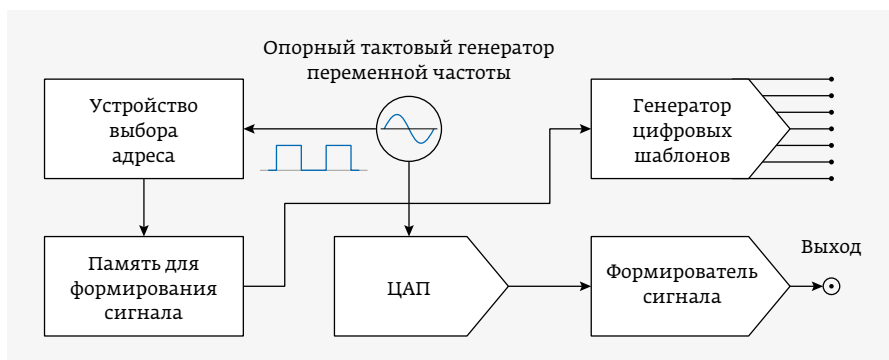 Опорный тактовый генератор
переменной частоты
Устройство
выбора
адреса
Генератор
цифровых
шаблонов
Память для
формирования
сигнала
ЦАП
Формирователь
сигнала
Выход